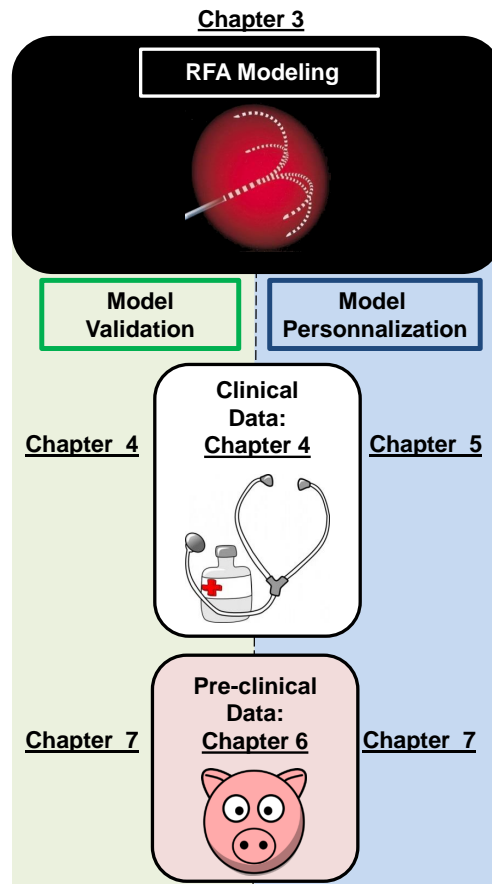 Chapter 3
RFA Modeling
Model
Validation
Model
Personnalization
Clinical
Data:
Chapter 4
Chapter 4
Chapter 5
Pre-clinical
Data:
Chapter 6
Chapter 7
Chapter 7